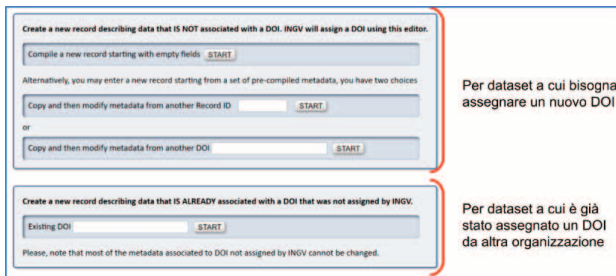 Create a new record describing data that IS NOT associated with a DOI. INGV will assign a DOI using this editor.
Compile a new record starting with empty fields START
Alternatively, you may enter a new record starting from a set of pre-compiled metadata, you have two choices
Copy and then modify metadata from another Record ID START
or
Copy and then modify metadata from another DOI START
Per dataset a cui bisogna
assegnare un nuovo DOI
Create a new record describing data that IS ALREADY associated with a DOI that was not assigned by INGV.
Existing DOI START
Please, note that most of the metadata associated to DOI not assigned by INGV cannot be changed.
Per dataset a cui è già
stato assegnato un DOI
da altra organizzazione